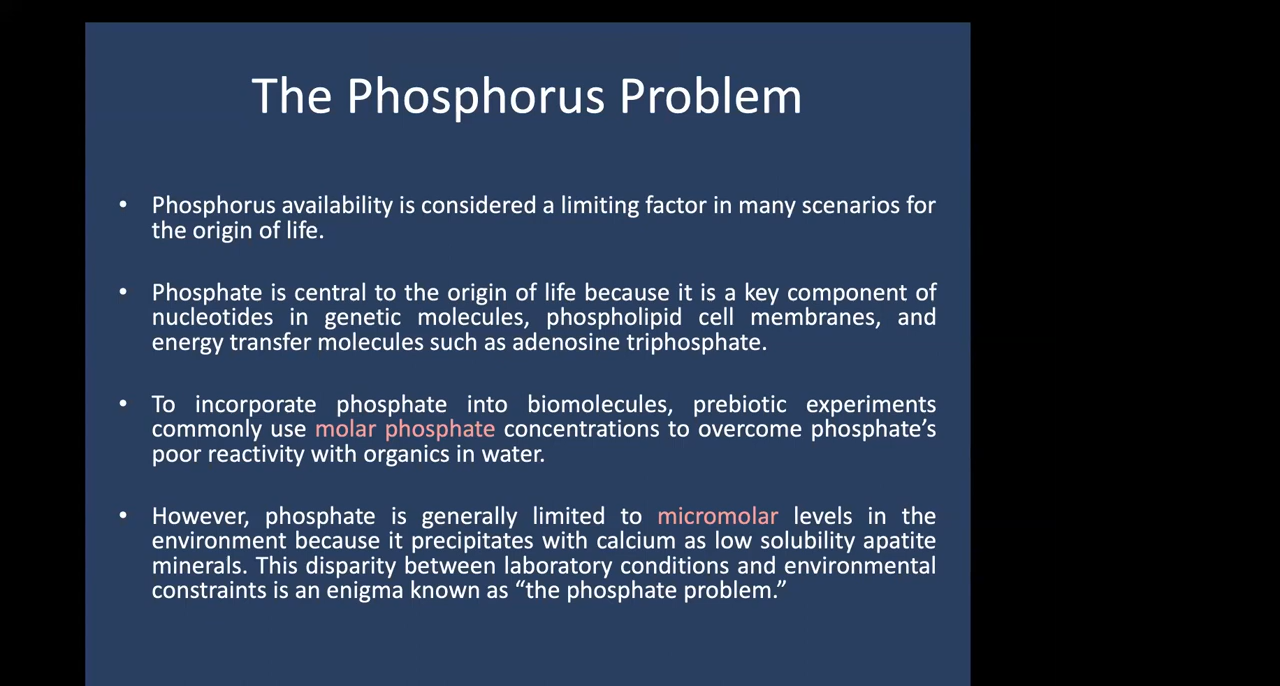 The Phosphorus Problem
• Phosphorus availability is considered a limiting factor in many scenarios for
the origin of life.
• Phosphate is central to the origin of life because it is a key component of
nucleotides in genetic molecules, phospholipid cell membranes, and
energy transfer molecules such as adenosine triphosphate.
• To incorporate phosphate into biomolecules, prebiotic experiments
commonly use molar phosphate concentrations to overcome phosphate’s
poor reactivity with organics in water.
• However, phosphate is generally limited to micromolar levels in the
environment because it precipitates with calcium as low solubility apatite
minerals. This disparity between laboratory conditions and environmental
constraints is an enigma known as “the phosphate problem.”